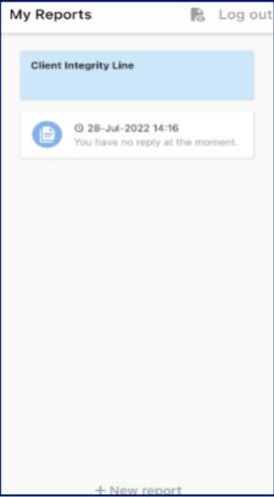 My Reports Log out
Client Integrity Line
28-Jul-2022 14:16
You have no reply at the moment.
+ New report